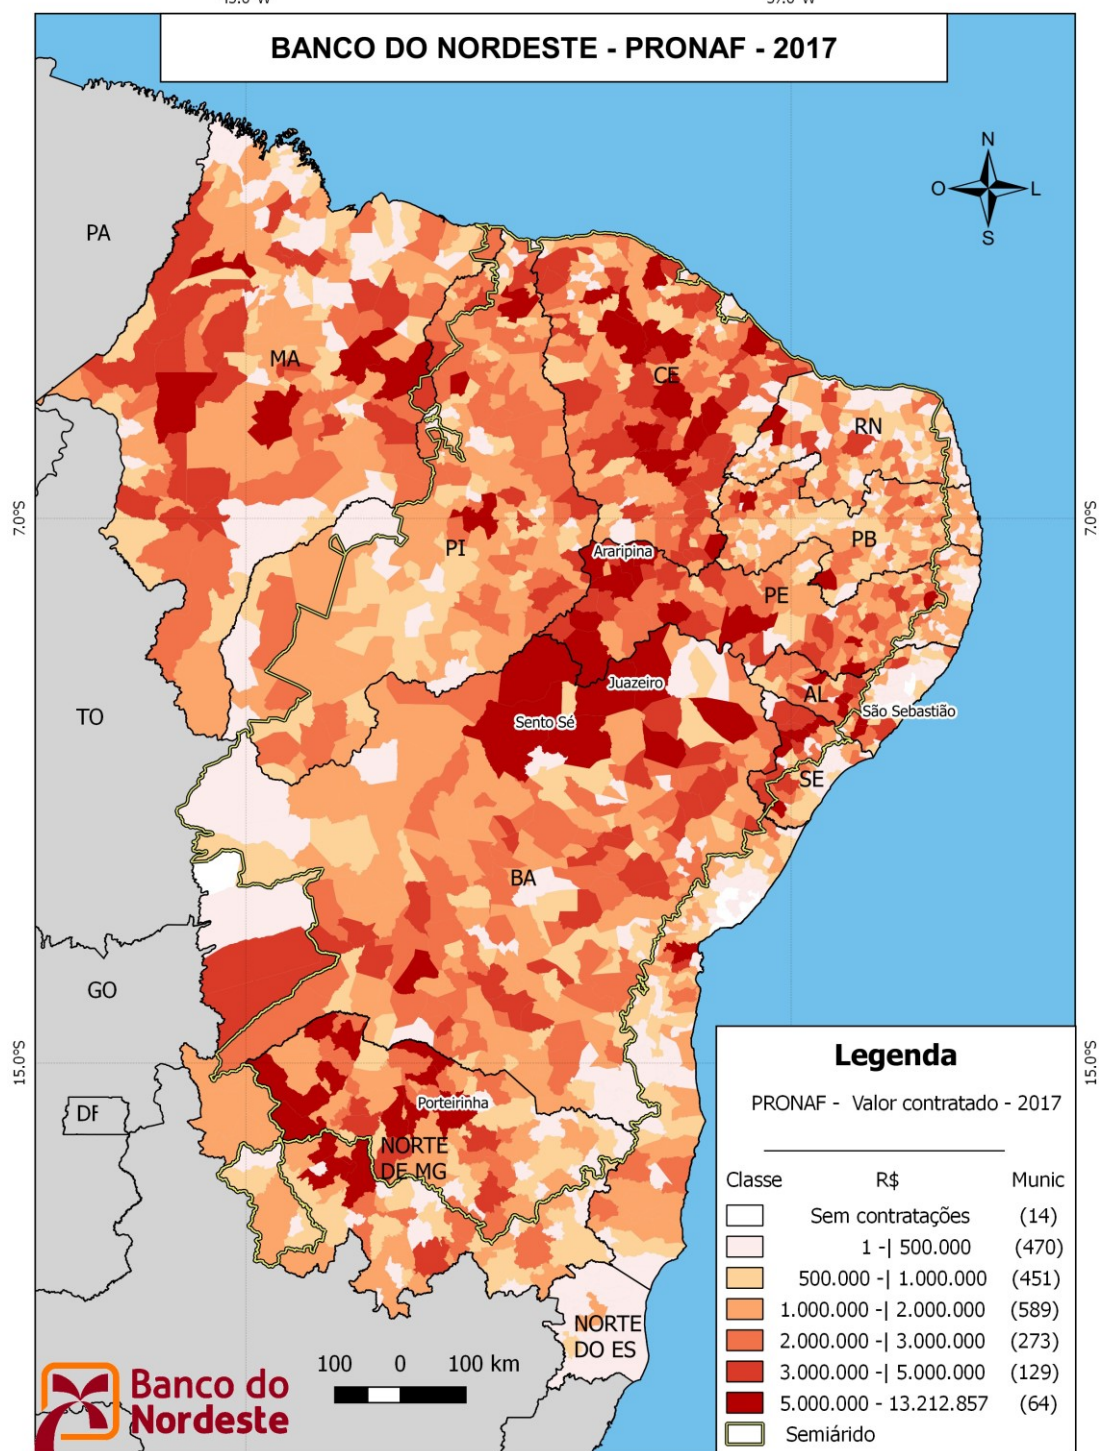 BANCO DO NORDESTE - PRONAF - 2017
N
O
L
S
PA
MA
CE
RN
7.0°S
7.0°S
PI
Araripina
PB
PE
TO
Juazeiro
Sento Sé
AL
São Sebastião
SE
BA
GO
15.0°S
15.0°S
DF
Porteirinha
NORTE
DE MG
NORTE
DO ES
100 0 100 km
Banco do
Nordeste
Legenda
PRONAF - Valor contratado - 2017
Classe R$ Munic
Sem contratações (14)
1 -| 500.000 (470)
500.000 -| 1.000.000 (451)
1.000.000 -| 2.000.000 (589)
2.000.000 -| 3.000.000 (273)
3.000.000 -| 5.000.000 (129)
5.000.000 - 13.212.857 (64)
Semiárido